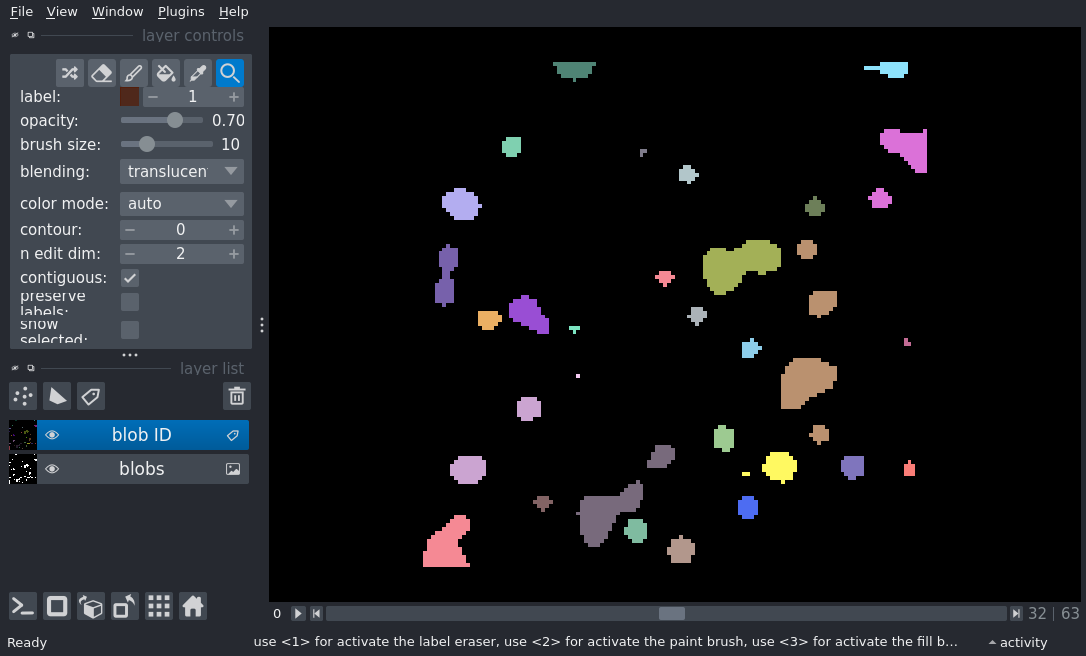 File View Window Plugins Help
layer controls
label: 1
opacity: 0.70
brush size: 10
blending: translucen
color mode: auto
contour: 0
n edit dim: 2
contiguous:
preserve
labels:
show
selected:
layer list
blob ID
blobs
0 32 63
Ready use <1> for activate the label eraser, use <2> for activate the paint brush, use <3> for activate the fill b... activity